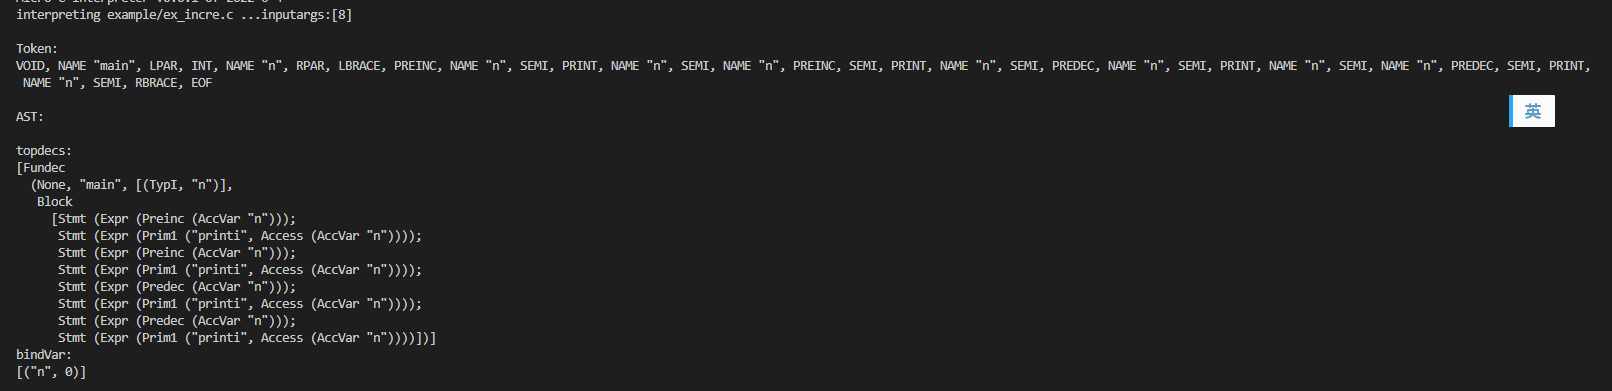 interpreting example/ex_incre.c ...inputargs:[8]
Token:
VOID, NAME "main", LPAR, INT, NAME "n", RPAR, LBRACE, PREINC, NAME "n", SEMI, PRINT, NAME "n", SEMI, NAME "n", PREINC, SEMI, PRINT, NAME "n", SEMI, PREDEC, NAME "n", SEMI, PRINT, NAME "n", SEMI, NAME "n", PREDEC, SEMI, PRINT,
NAME "n", SEMI, RBRACE, EOF
英
AST:
topdecs:
[Fundec
(None, "main", [(TypI, "n")],
Block
[Stmt (Expr (Preinc (AccVar "n")));
Stmt (Expr (Prim1 ("printi", Access (AccVar "n"))));
Stmt (Expr (Preinc (AccVar "n")));
Stmt (Expr (Prim1 ("printi", Access (AccVar "n"))));
Stmt (Expr (Predec (AccVar "n")));
Stmt (Expr (Prim1 ("printi", Access (AccVar "n"))));
Stmt (Expr (Predec (AccVar "n")));
Stmt (Expr (Prim1 ("printi", Access (AccVar "n"))))])]
bindVar:
[("n", 0)]